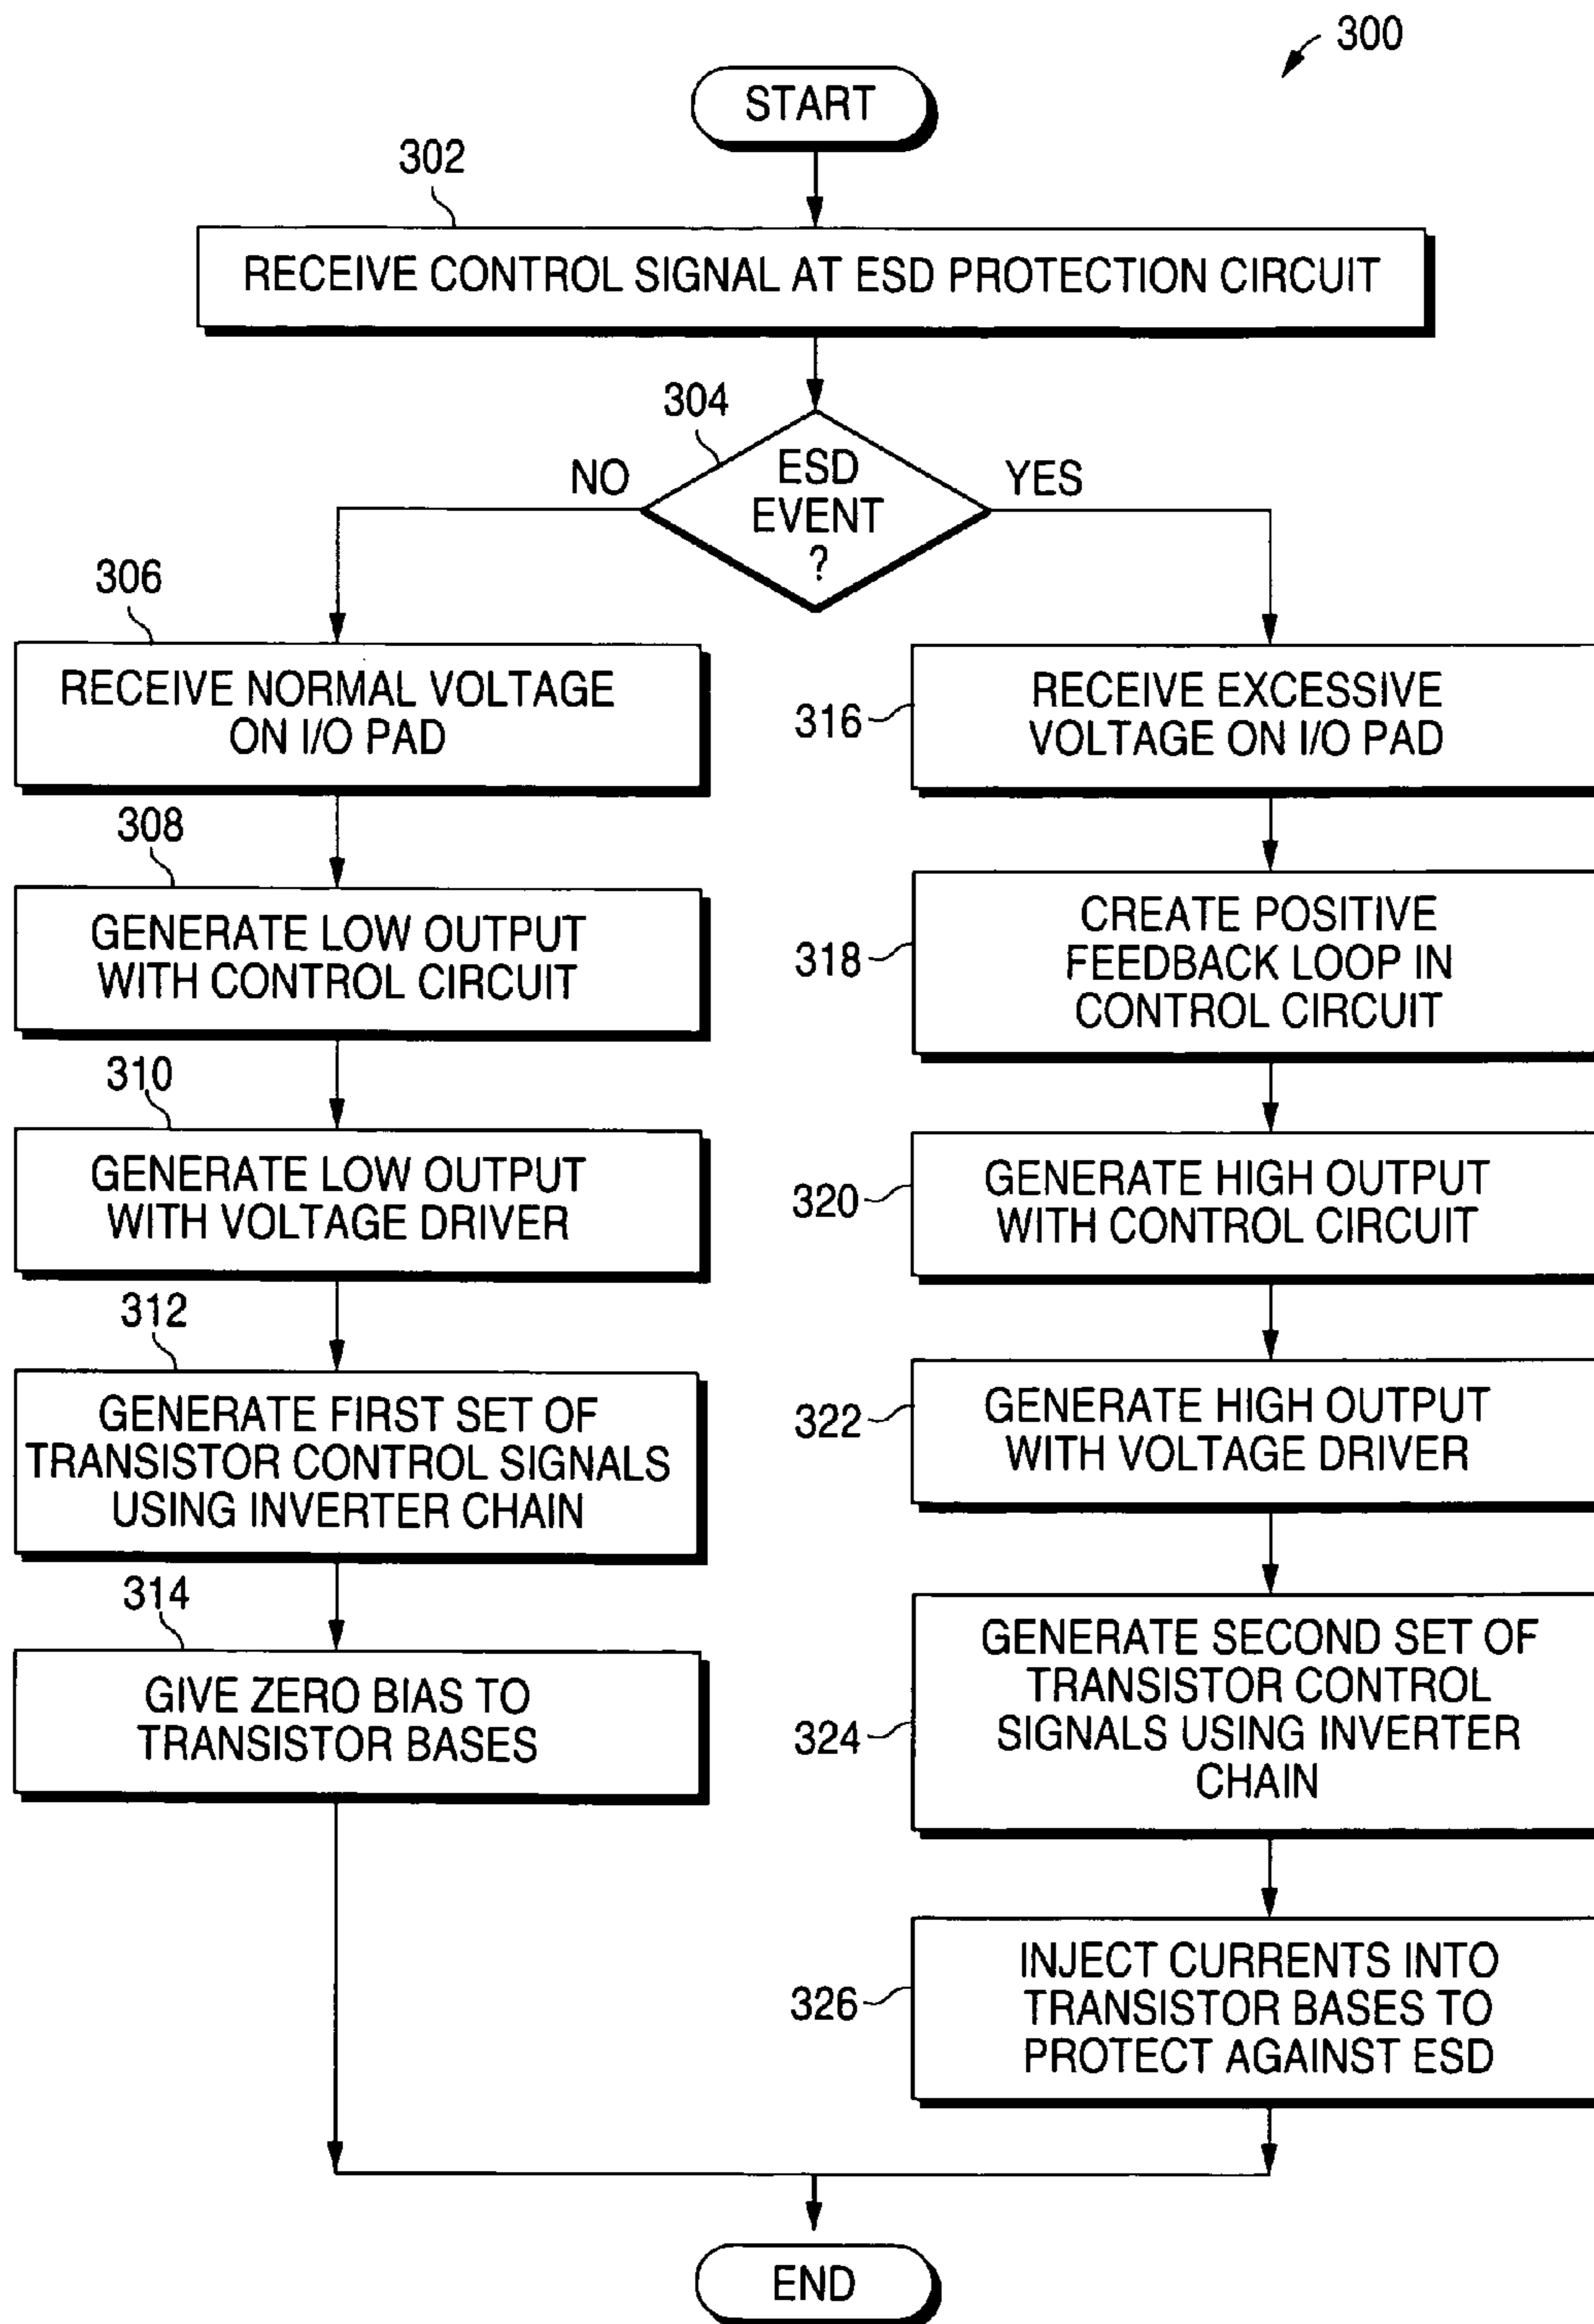 300
START
302
RECEIVE CONTROL SIGNAL AT ESD PROTECTION CIRCUIT
304
NO
ESD
EVENT
?
YES
306
RECEIVE NORMAL VOLTAGE
ON I/O PAD
308
GENERATE LOW OUTPUT
WITH CONTROL CIRCUIT
310
GENERATE LOW OUTPUT
WITH VOLTAGE DRIVER
312
GENERATE FIRST SET OF
TRANSISTOR CONTROL SIGNALS
USING INVERTER CHAIN
314
GIVE ZERO BIAS TO
TRANSISTOR BASES
316
RECEIVE EXCESSIVE
VOLTAGE ON I/O PAD
318
CREATE POSITIVE
FEEDBACK LOOP IN
CONTROL CIRCUIT
320
GENERATE HIGH OUTPUT
WITH CONTROL CIRCUIT
322
GENERATE HIGH OUTPUT
WITH VOLTAGE DRIVER
324
GENERATE SECOND SET OF
TRANSISTOR CONTROL
SIGNALS USING INVERTER
CHAIN
326
INJECT CURRENTS INTO
TRANSISTOR BASES TO
PROTECT AGAINST ESD
END